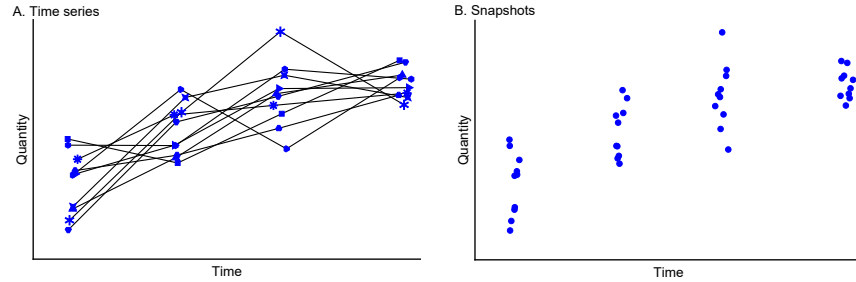 A. Time series
Quantity
Time
B. Snapshots
Quantity
Time